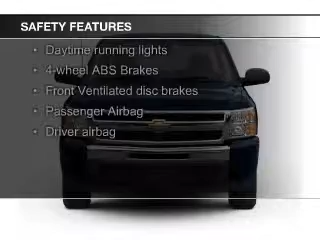 SAFETY FEATURES
• Daytime running lights
• 4-wheel ABS Brakes
• Front Ventilated disc brakes
• Passenger Airbag
• Driver airbag